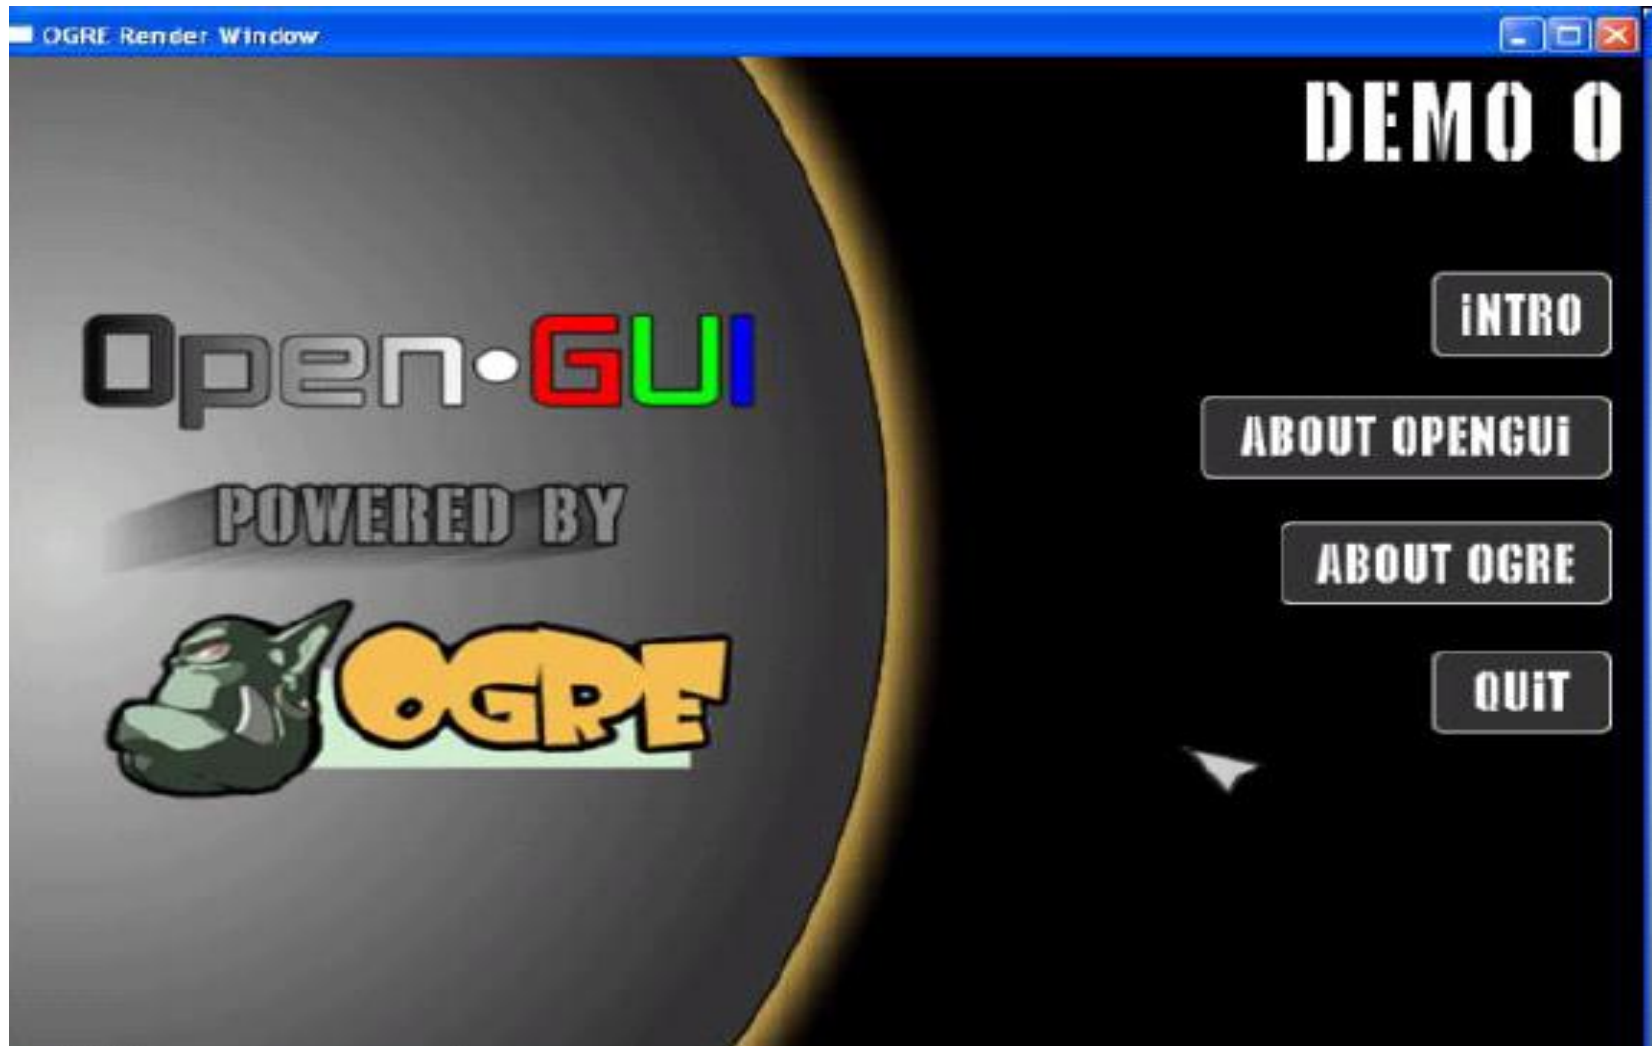 OGRE Render Window
DEMO 0
Open•GUI
POWERED BY
OGRE
iNTRO
ABOUT OPENGUi
ABOUT OGRE
QUiT